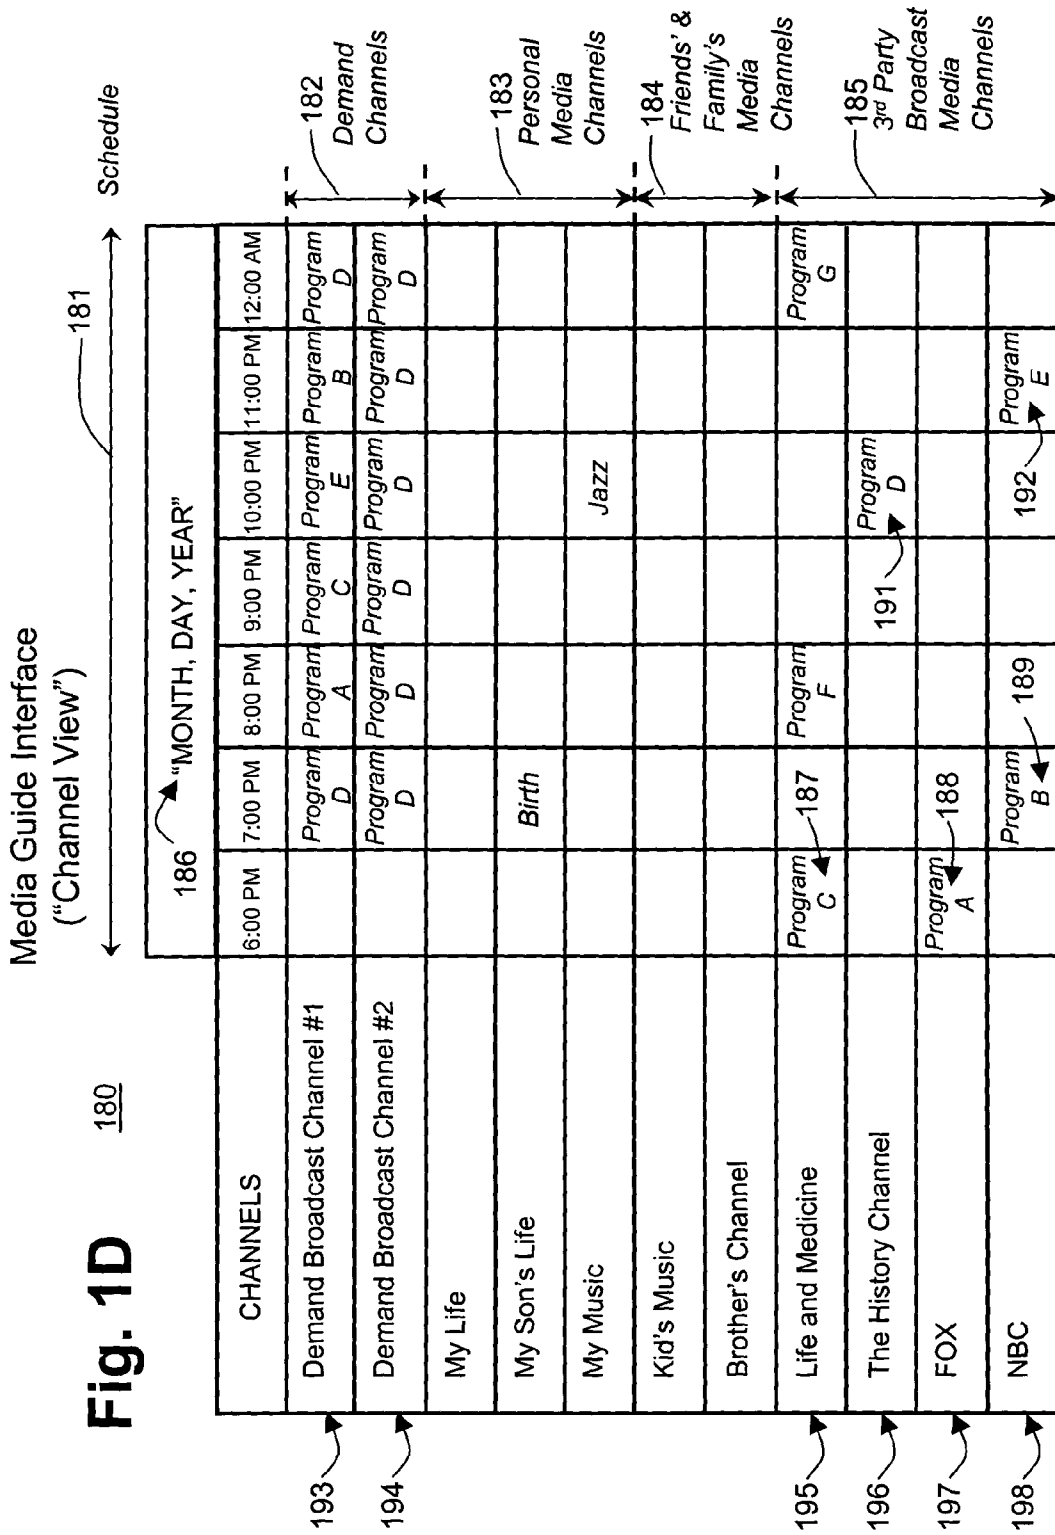 Fig. 1D
180
Media Guide Interface
("Channel View")
181
Schedule
186
"MONTH, DAY, YEAR"
CHANNELS
6:00 PM
7:00 PM
8:00 PM
9:00 PM
10:00 PM
11:00 PM
12:00 AM
193
Demand Broadcast Channel #1
Program D
Program A
Program C
Program E
Program B
Program D
182
Demand
Channels
194
Demand Broadcast Channel #2
Program D
Program D
Program D
Program D
Program D
Program D
My Life
My Son's Life
Birth
183
Personal
Media
Channels
My Music
Jazz
Kid's Music
184
Friends' &
Family's
Media
Channels
Brother's Channel
195
Life and Medicine
Program C
187
Program F
Program G
185
3rd Party
Broadcast
Media
Channels
196
The History Channel
191
Program D
197
FOX
Program A
188
198
NBC
Program B
189
192
Program E